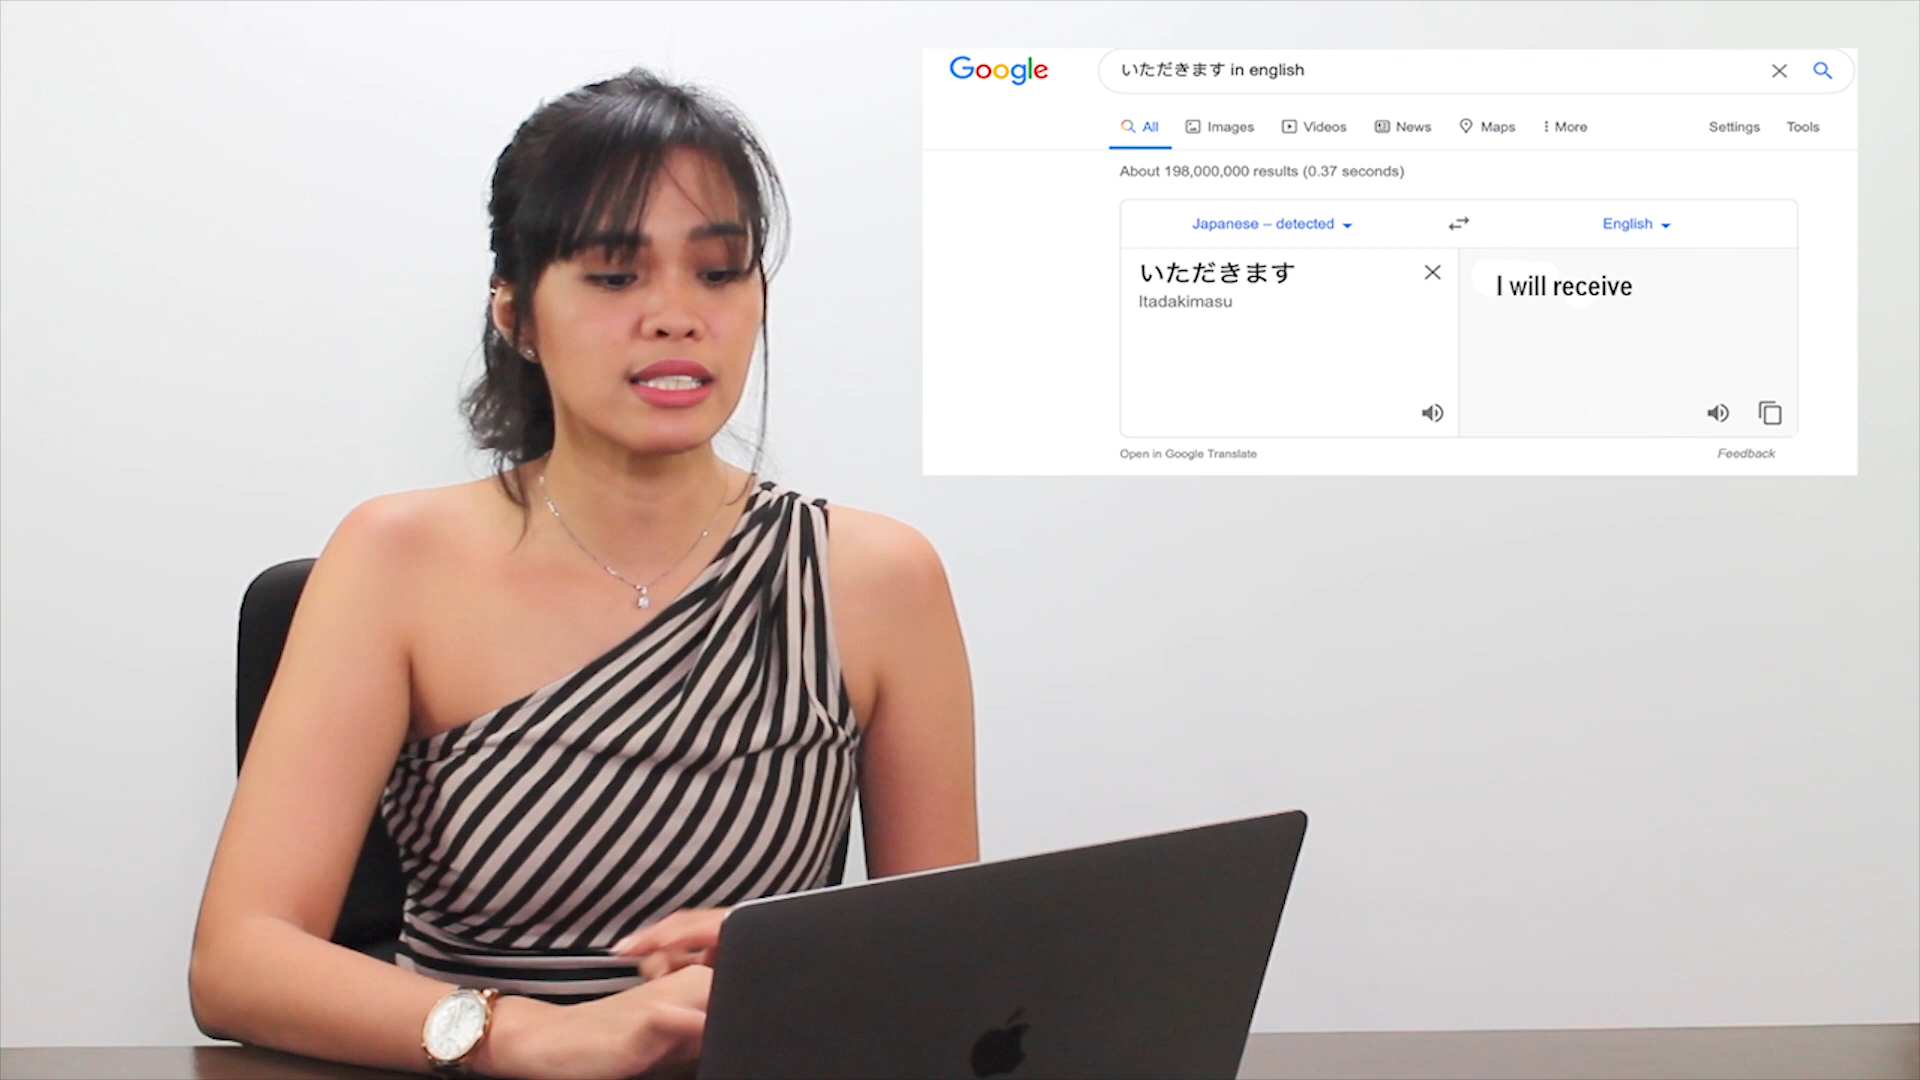 Google
いただきます in english
All Images Videos News Maps More Settings Tools
About 198,000,000 results (0.37 seconds)
Japanese – detected English
いただきます
Itadakimasu
I will receive
Open in Google Translate Feedback